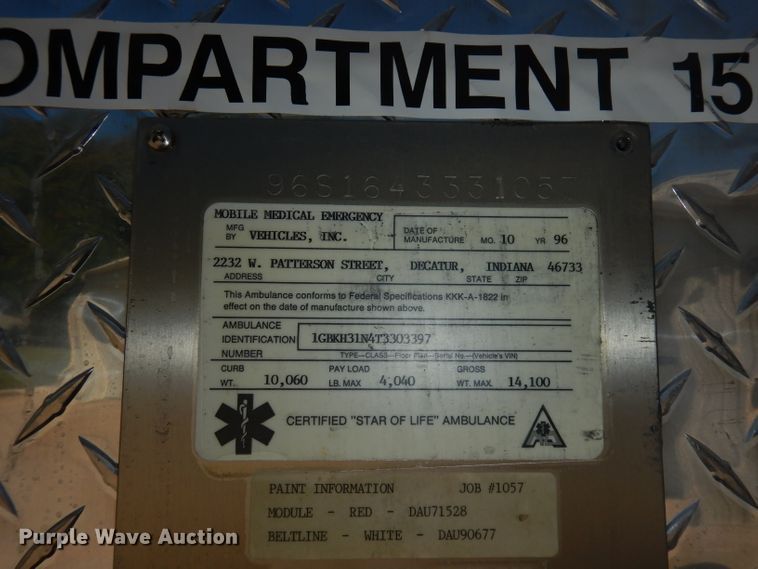 OMPARTMENT 15
96S1643331057
MOBILE MEDICAL EMERGENCY
MFG BY VEHICLES, INC. DATE OF MANUFACTURE MO. 10 YR 96
2232 W. PATTERSON STREET, DECATUR, INDIANA 46733
ADDRESS CITY STATE ZIP
This Ambulance conforms to Federal Specifications KKK-A-1822 in
effect on the date of manufacture shown above.
AMBULANCE
IDENTIFICATION 1GBKH31N4T3303397
NUMBER TYPE—CLASS—Floor Plan—Serial No.—(Vehicle's VIN)
CURB PAY LOAD GROSS
WT. 10,060 LB. MAX 4,040 WT. MAX. 14,100
CERTIFIED "STAR OF LIFE" AMBULANCE
PAINT INFORMATION JOB #1057
MODULE - RED - DAU71528
BELTLINE - WHITE - DAU90677
Purple Wave Auction